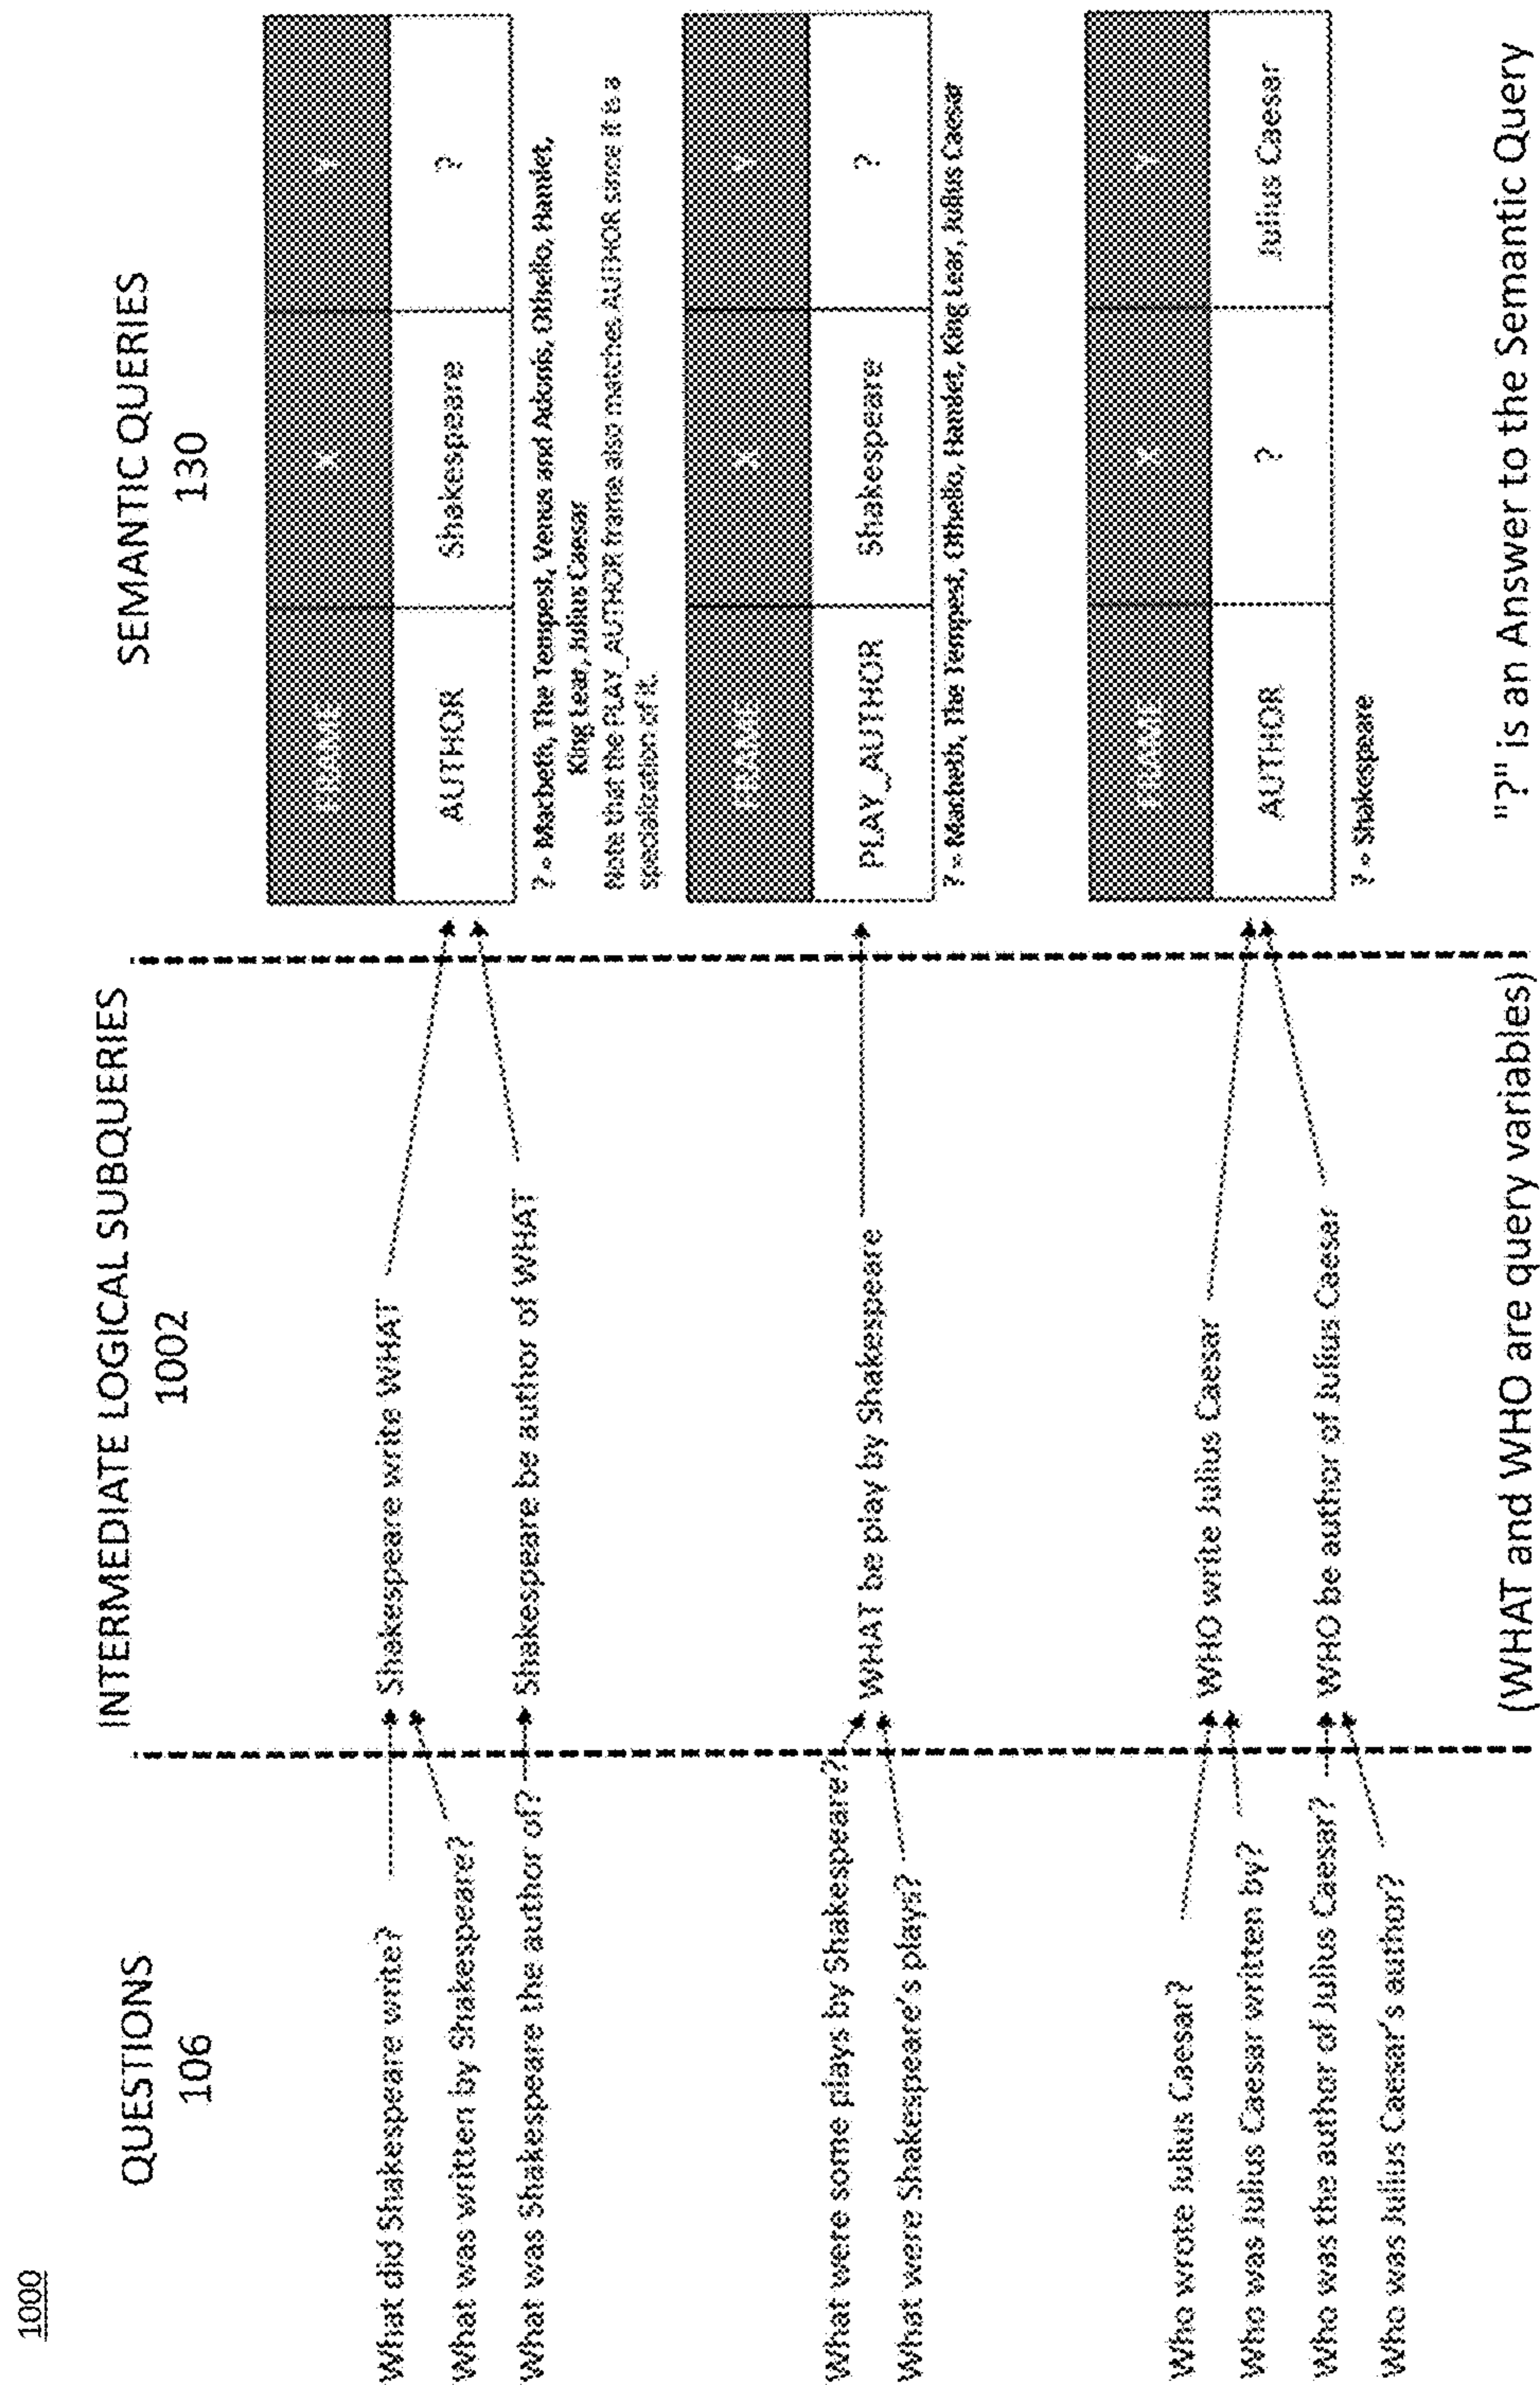 1000
QUESTIONS
106
INTERMEDIATE LOGICAL SUBQUERIES
1002
SEMANTIC QUERIES
130
What did Shakespeare write?
What was written by Shakespeare?
What was Shakespeare the author of?
Shakespeare write WHAT
Shakespeare be author of WHAT
FRAME X Y
AUTHOR Shakespeare ?
? = Macbeth, The Tempest, Venus and Adonis, Othello, Hamlet,
King Lear, Julius Caesar
Note that the PLAY_AUTHOR frame also matches AUTHOR since it is a
specialization of it.
What were some plays by Shakespeare?
What were Shakespeare's plays?
WHAT be play by Shakespeare
FRAME X Y
PLAY_AUTHOR Shakespeare ?
? = Macbeth, The Tempest, Othello, Hamlet, King Lear, Julius Caesar
Who wrote Julius Caesar?
Who was Julius Caesar written by?
Who was the author of Julius Caesar?
Who was Julius Caesar's author?
WHO write Julius Caesar
WHO be author of Julius Caesar
FRAME X Y
AUTHOR ? Julius Caesar
? = Shakespeare
(WHAT and WHO are query variables)
"?" is an Answer to the Semantic Query